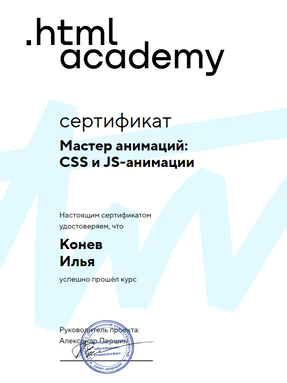 .html
academy
сертификат
Мастер анимаций:
CSS и JS-анимации
Настоящим сертификатом
удостоверяем, что
Конев
Илья
успешно прошёл курс
Руководитель проекта:
Александр Першин